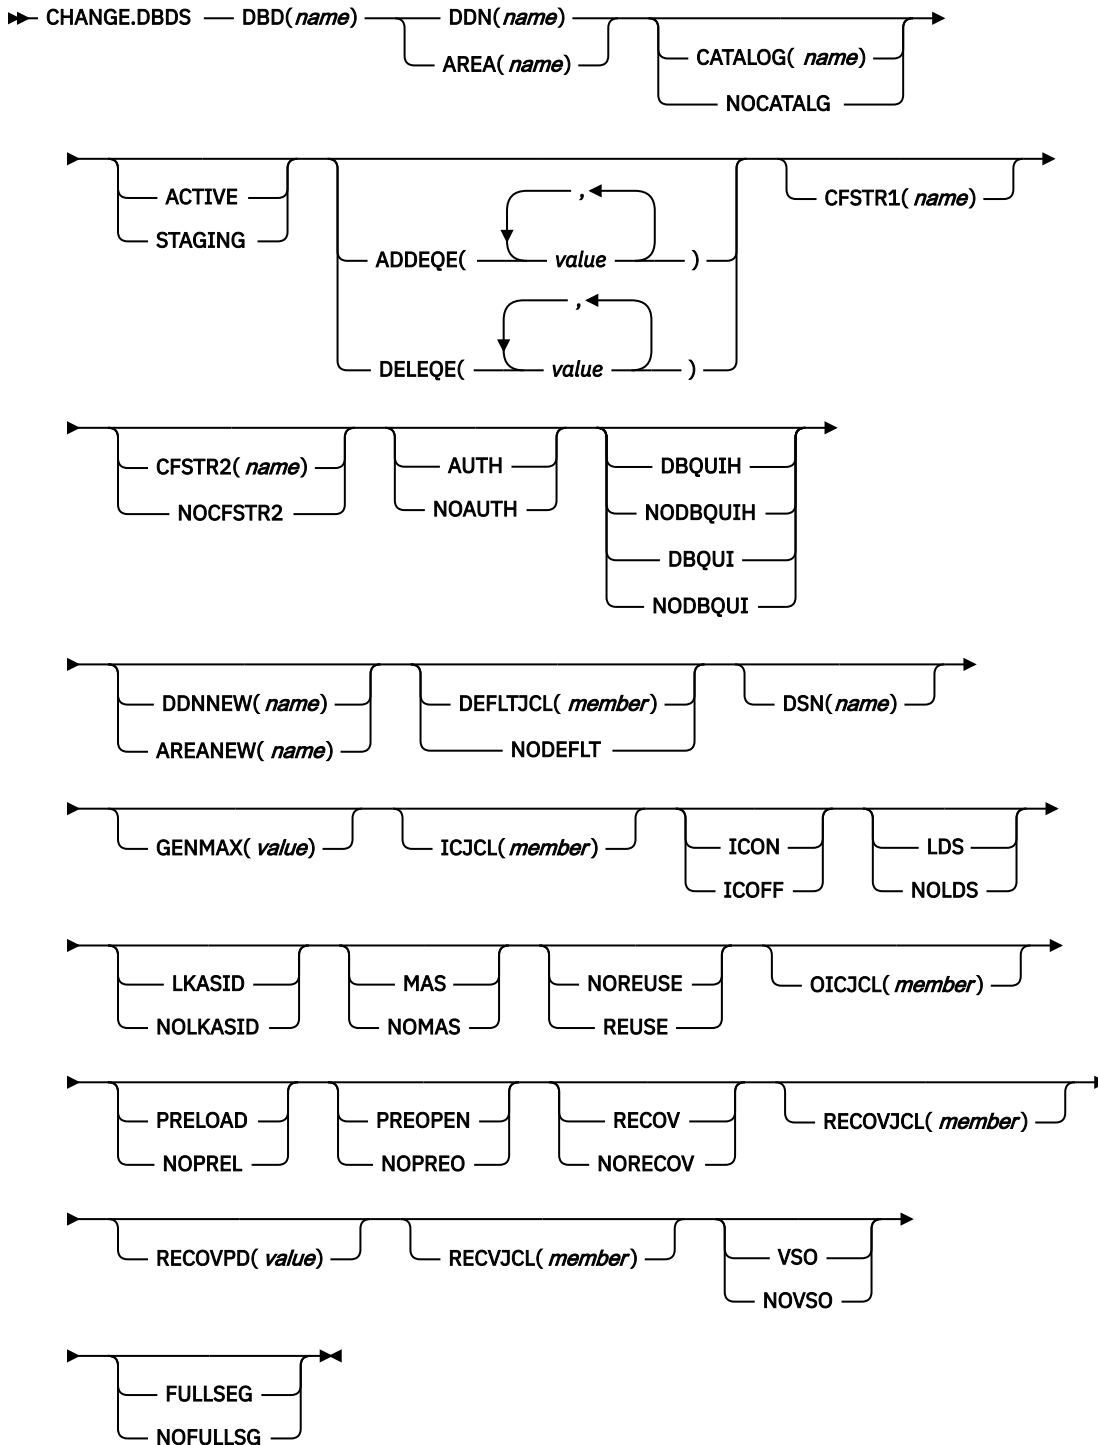 CHANGE.DBDS DBD(name) DDN(name)
AREA(name)
CATALOG( name)
NOCATALG
ACTIVE
STAGING
ADDEQE( value , )
DELEQE( value , )
CFSTR1(name)
CFSTR2(name)
NOCFSTR2
AUTH
NOAUTH
DBQUIH
NODBQUIH
DBQUI
NODBQUI
DDNNEW(name)
AREANEW(name)
DEFLTJCL( member)
NODEFLT
DSN(name)
GENMAX(value)
ICJCL(member)
ICON
ICOFF
LDS
NOLDS
LKASID
NOLKASID
MAS
NOMAS
NOREUSE
REUSE
OICJCL(member)
PRELOAD
NOPREL
PREOPEN
NOPREO
RECOV
NORECOV
RECOVJCL( member)
RECOVPD(value)
RECVJCL(member)
VSO
NOVSO
FULLSEG
NOFULLSG